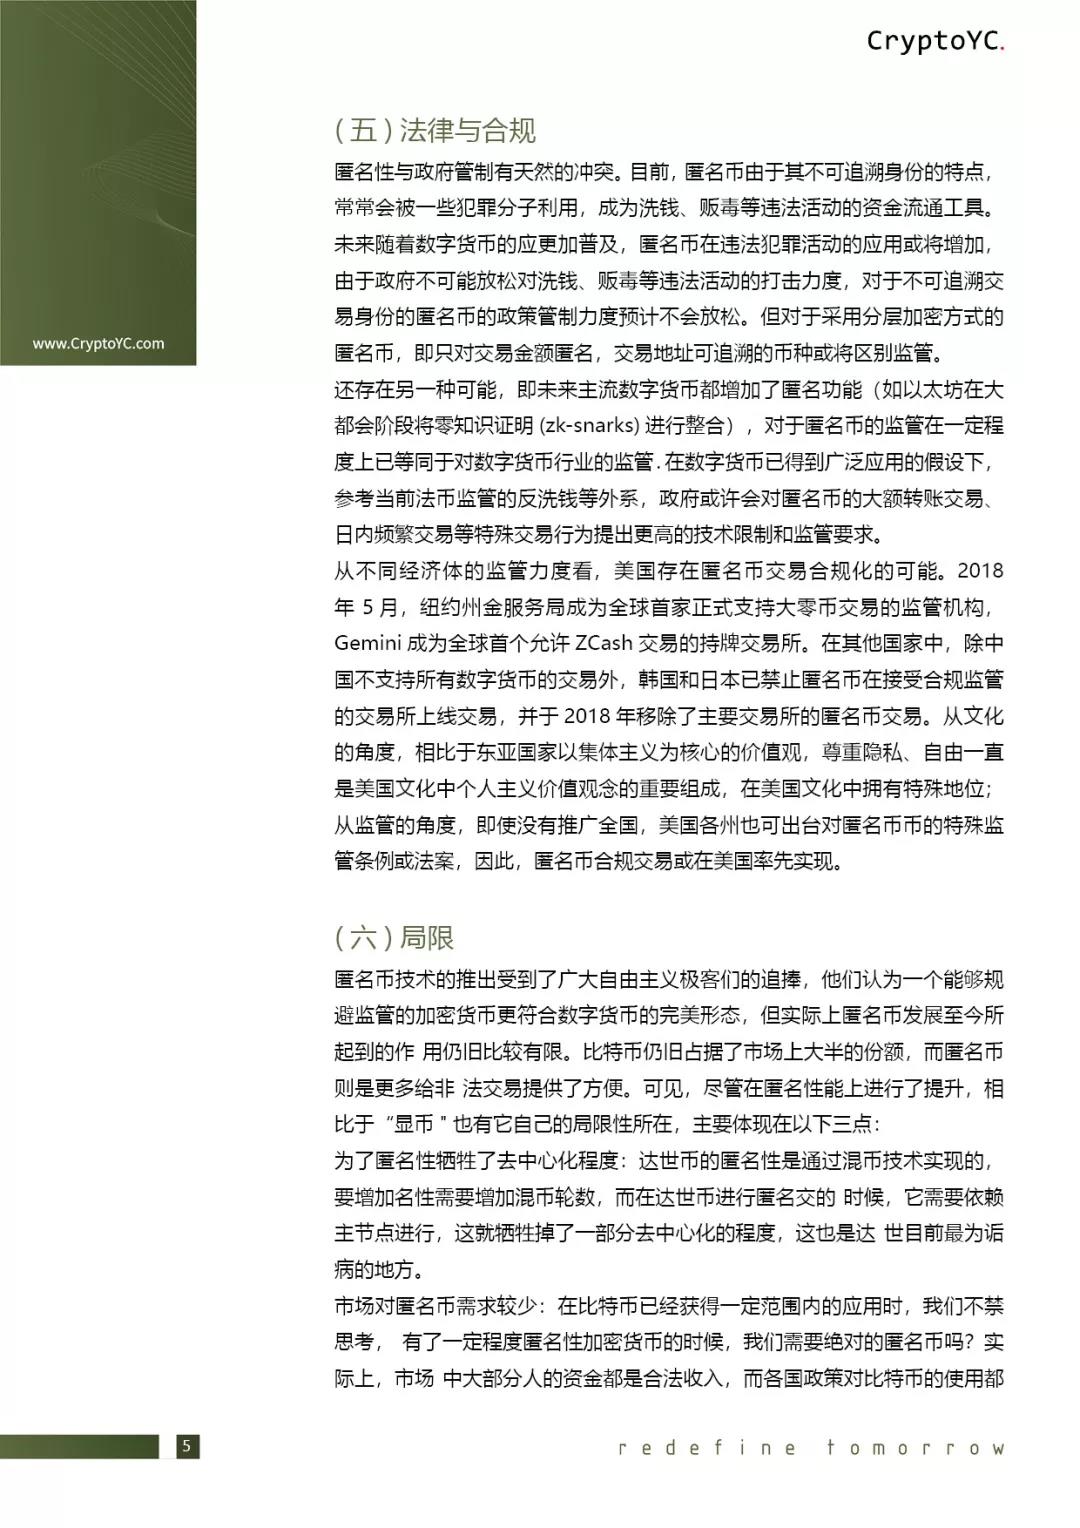 CryptoYC.
www.CryptoYC.com
(五)法律与合规
匿名性与政府管制有天然的冲突。目前，匿名币由于其不可追溯身份的特点，
常常会被一些犯罪分子利用，成为洗钱、贩毒等违法活动的资金流通工具。
未来随着数字货币的应更加普及，匿名币在违法犯罪活动的应用或将增加，
由于政府不可能放松对洗钱、贩毒等违法活动的打击力度，对于不可追溯交
易身份的匿名币的政策管制力度预计不会放松。但对于采用分层加密方式的
匿名币，即只对交易金额匿名，交易地址可追溯的币种或将区别监管。
还存在另一种可能，即未来主流数字货币都增加了匿名功能（如以太坊在大
都会阶段将零知识证明 (zk-snarks) 进行整合），对于匿名币的监管在一定程
度上已等同于对数字货币行业的监管.在数字货币已得到广泛应用的假设下，
参考当前法币监管的反洗钱等外系，政府或许会对匿名币的大额转账交易、
日内频繁交易等特殊交易行为提出更高的技术限制和监管要求。
从不同经济体的监管力度看，美国存在匿名币交易合规化的可能。2018
年 5 月，纽约州金服务局成为全球首家正式支持大零币交易的监管机构，
Gemini 成为全球首个允许 ZCash 交易的持牌交易所。在其他国家中，除中
国不支持所有数字货币的交易外，韩国和日本已禁止匿名币在接受合规监管
的交易所上线交易，并于 2018 年移除了主要交易所的匿名币交易。从文化
的角度，相比于东亚国家以集体主义为核心的价值观，尊重隐私、自由一直
是美国文化中个人主义价值观念的重要组成，在美国文化中拥有特殊地位；
从监管的角度，即使没有推广全国，美国各州也可出台对匿名币币的特殊监
管条例或法案，因此，匿名币合规交易或在美国率先实现。
(六)局限
匿名币技术的推出受到了广大自由主义极客们的追捧，他们认为一个能够规
避监管的加密货币更符合数字货币的完美形态，但实际上匿名币发展至今所
起到的作 用仍旧比较有限。比特币仍旧占据了市场上大半的份额，而匿名币
则是更多给非 法交易提供了方便。可见，尽管在匿名性能上进行了提升，相
比于“显币"也有它自己的局限性所在，主要体现在以下三点：
为了匿名性牺牲了去中心化程度：达世币的匿名性是通过混币技术实现的，
要增加名性需要增加混币轮数，而在达世币进行匿名交的 时候，它需要依赖
主节点进行，这就牺牲掉了一部分去中心化的程度，这也是达 世目前最为诟
病的地方。
市场对匿名币需求较少：在比特币已经获得一定范围内的应用时，我们不禁
思考， 有了一定程度匿名性加密货币的时候，我们需要绝对的匿名币吗？实
际上，市场 中大部分人的资金都是合法收入，而各国政策对比特币的使用都
5
redefine tomorrow